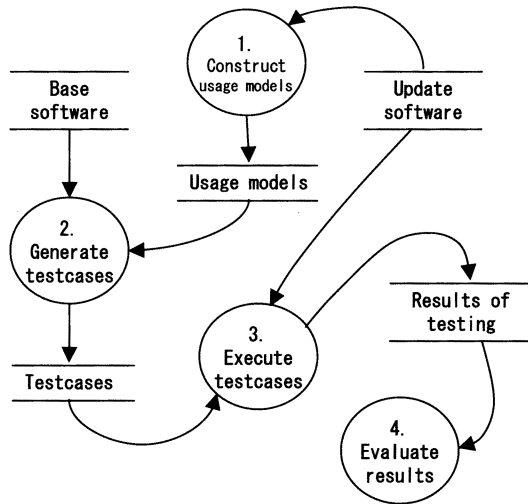 1.
Construct
usage models
Base
software
Update
software
Usage models
2.
Generate
testcases
Results of
testing
3.
Execute
testcases
Testcases
4.
Evaluate
results